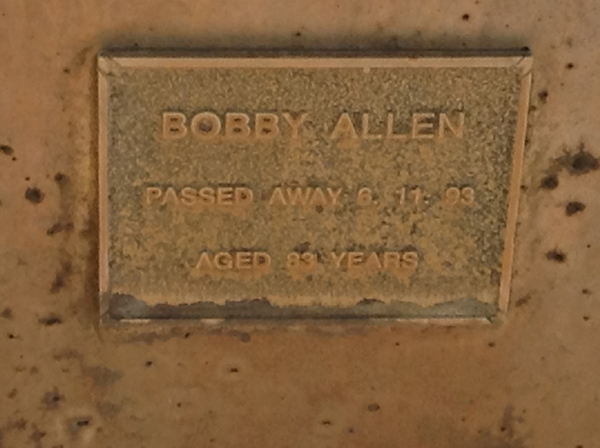 BOBBY ALLEN
PASSED AWAY 6. 11. 93
AGED 83 YEARS